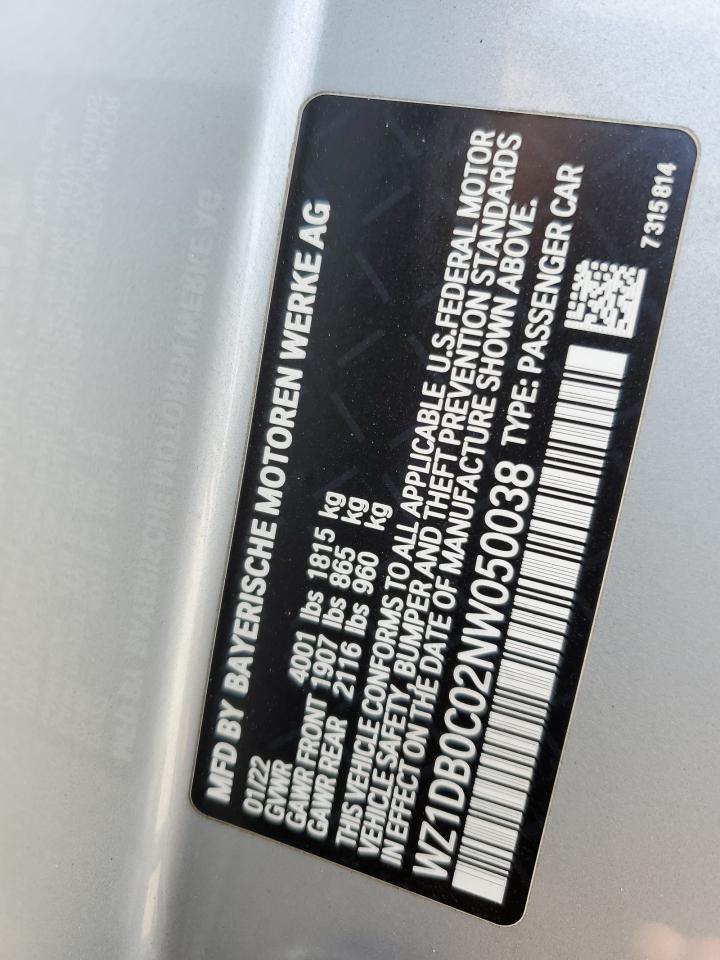 MFD BY BAYERISCHE MOTOREN WERKE AG
01/22
GVWR 4001 lbs 1815 kg
GAWR FRONT 1907 lbs 865 kg
GAWR REAR 2116 lbs 960 kg
THIS VEHICLE CONFORMS TO ALL APPLICABLE U.S.FEDERAL MOTOR
VEHICLE SAFETY, BUMPER AND THEFT PREVENTION STANDARDS
IN EFFECT ON THE DATE OF MANUFACTURE SHOWN ABOVE.
WZ1DB0C02NW050038 TYPE: PASSENGER CAR
7 315 814